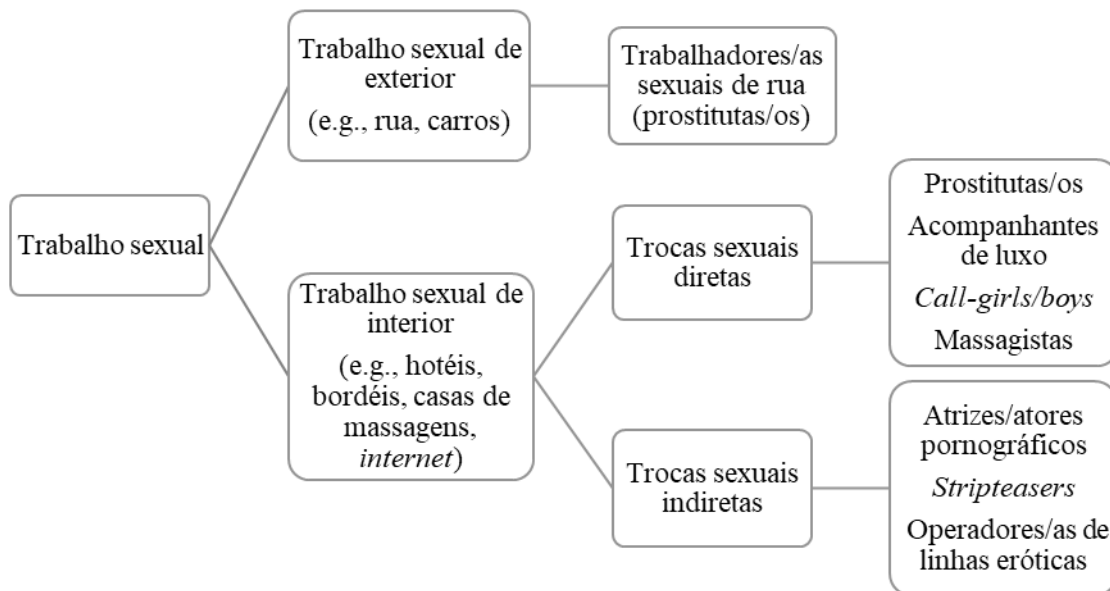 Trabalho sexual
Trabalho sexual de
exterior
(e.g., rua, carros)
Trabalhadores/as
sexuais de rua
(prostitutas/os)
Trabalho sexual de
interior
(e.g., hotéis,
bordéis, casas de
massagens,
internet)
Trocas sexuais
diretas
Prostitutas/os
Acompanhantes
de luxo
Call-girls/boys
Massagistas
Trocas sexuais
indiretas
Atrizes/atores
pornográficos
Stripteasers
Operadores/as de
linhas eróticas